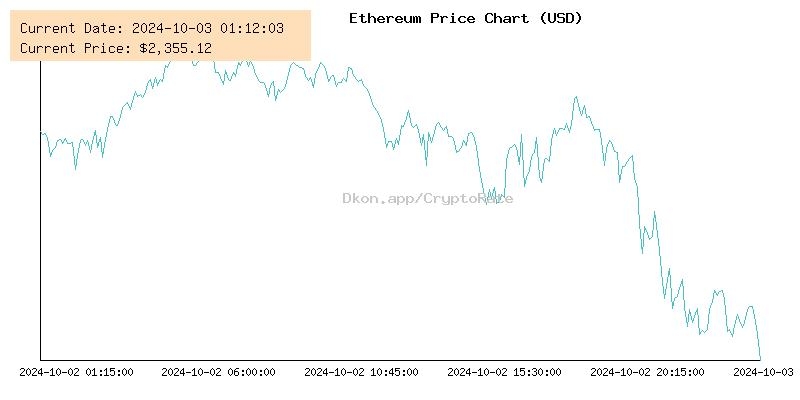 Ethereum Price Chart (USD)
Current Date: 2024-10-03 01:12:03
Current Price: $2,355.12
Dkon.app/CryptoRate
2024-10-02 01:15:00
2024-10-02 06:00:00
2024-10-02 10:45:00
2024-10-02 15:30:00
2024-10-02 20:15:00
2024-10-03